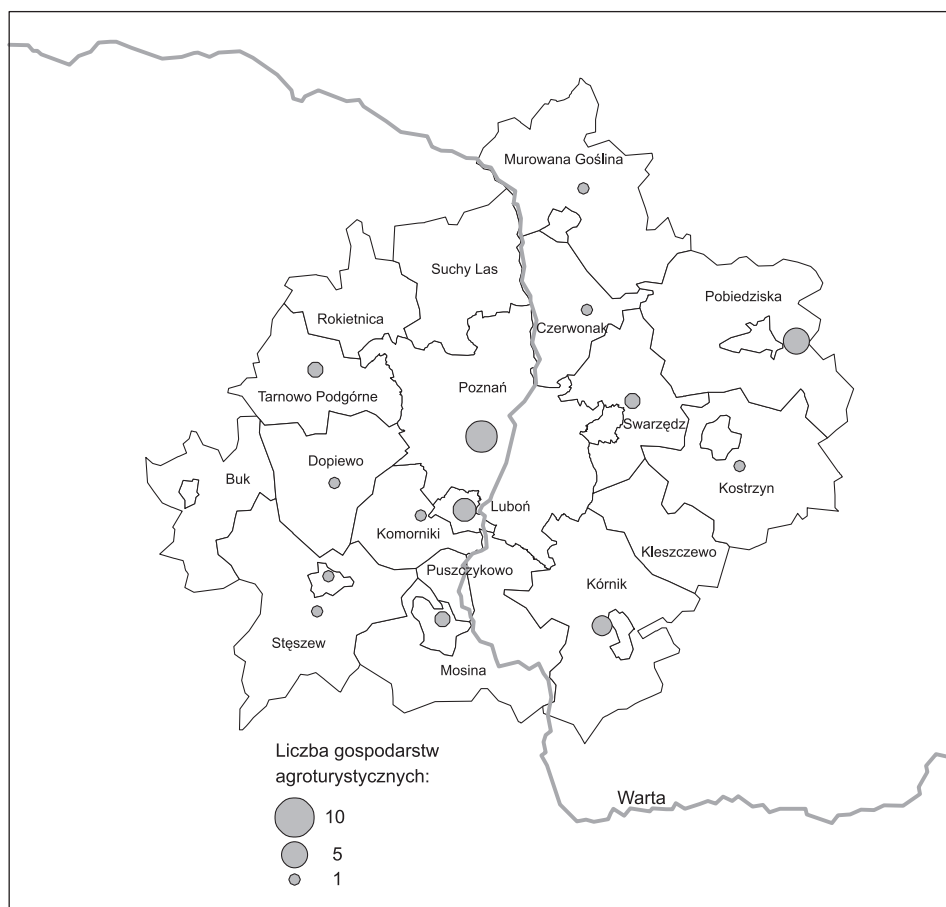 Murowana Goślina
Suchy Las
Pobiedziska
Rokietnica
Czerwonak
Poznań
Tarnowo Podgórne
Swarzędz
Dopiewo
Buk
Kostrzyn
Luboń
Komorniki
Kleszczewo
Puszczykowo
Kórnik
Stęszew
Mosina
Liczba gospodarstw
agroturystycznych:
Warta
10
5
1